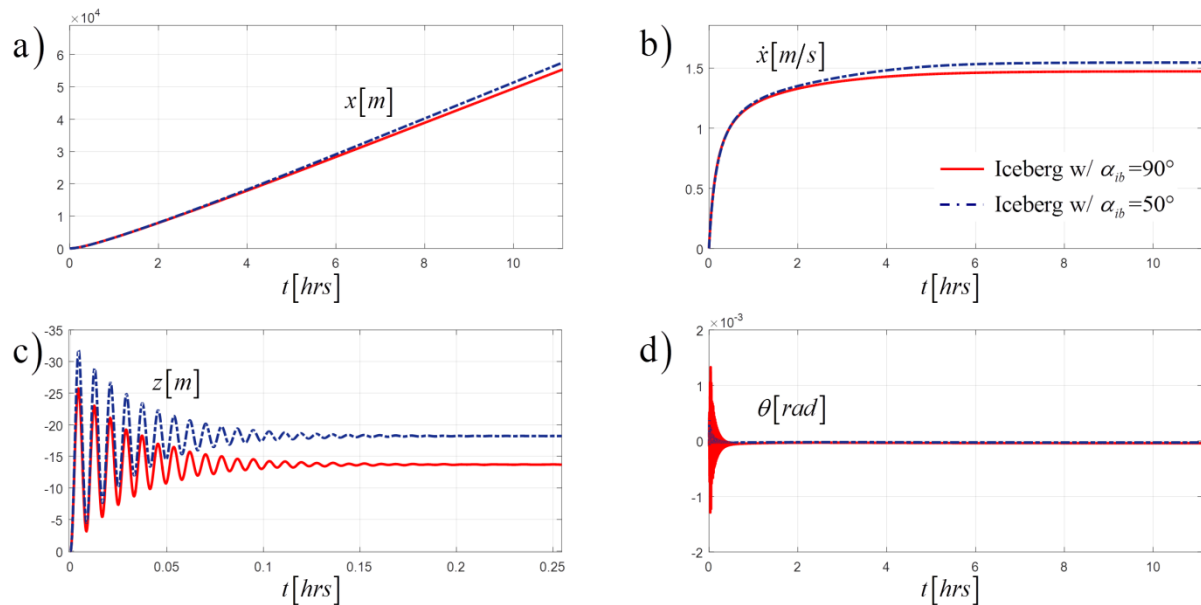 a)
×10⁴
6
5
4
3
2
1
0
x[m]
0 2 4 6 8 10
t[hrs]
b)
1.5
1
0.5
0
ẋ[m/s]
Iceberg w/ α_ib=90°
Iceberg w/ α_ib=50°
0 2 4 6 8 10
t[hrs]
c)
-35
-30
-25
-20
-15
-10
-5
0
z[m]
0 0.05 0.1 0.15 0.2 0.25
t[hrs]
d)
×10⁻³
2
1
0
-1
-2
θ[rad]
0 2 4 6 8 10
t[hrs]